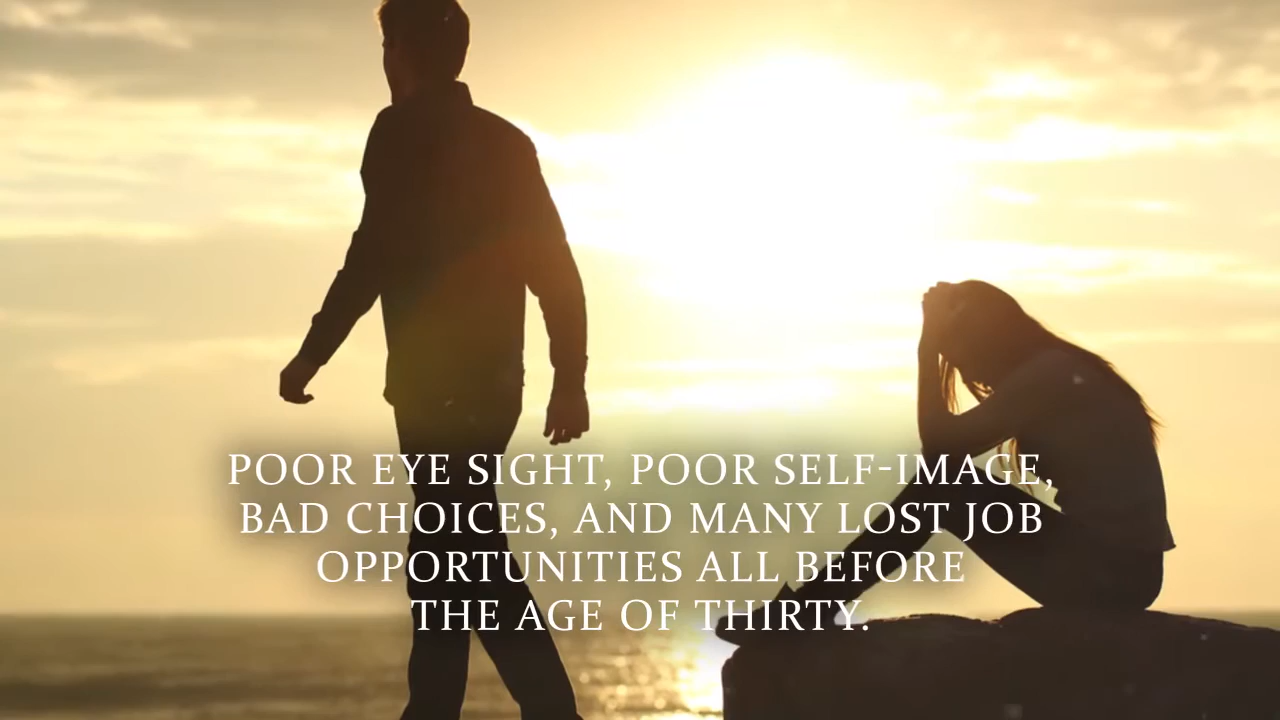 POOR EYE SIGHT, POOR SELF-IMAGE,
BAD CHOICES, AND MANY LOST JOB
OPPORTUNITIES ALL BEFORE
THE AGE OF THIRTY.